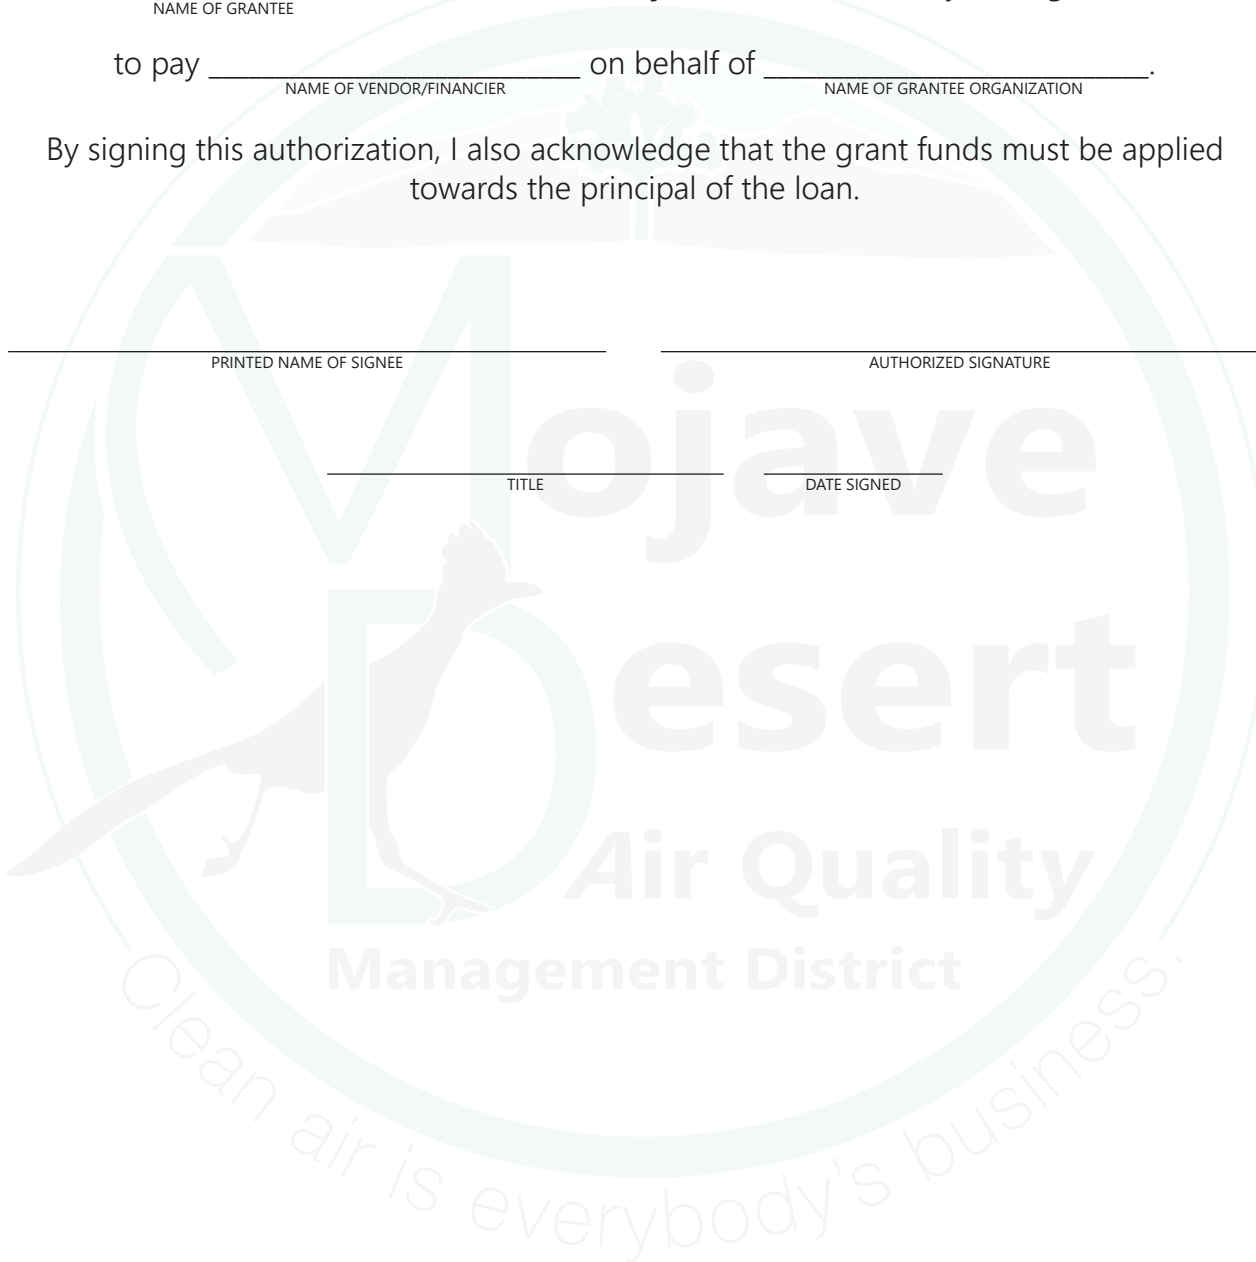 NAME OF GRANTEE
to pay ____________________________ on behalf of ____________________________.
NAME OF VENDOR/FINANCIER NAME OF GRANTEE ORGANIZATION
By signing this authorization, I also acknowledge that the grant funds must be applied
towards the principal of the loan.
PRINTED NAME OF SIGNEE AUTHORIZED SIGNATURE
TITLE DATE SIGNED
Mojave
Desert
Air Quality
Management District
Clean air is everybody's business.